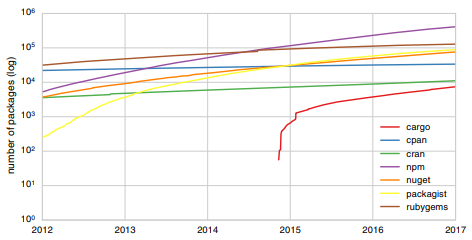 number of packages (log)
10⁶
10⁵
10⁴
10³
10²
10¹
10⁰
2012 2013 2014 2015 2016 2017
cargo
cpan
cran
npm
nuget
packagist
rubygems